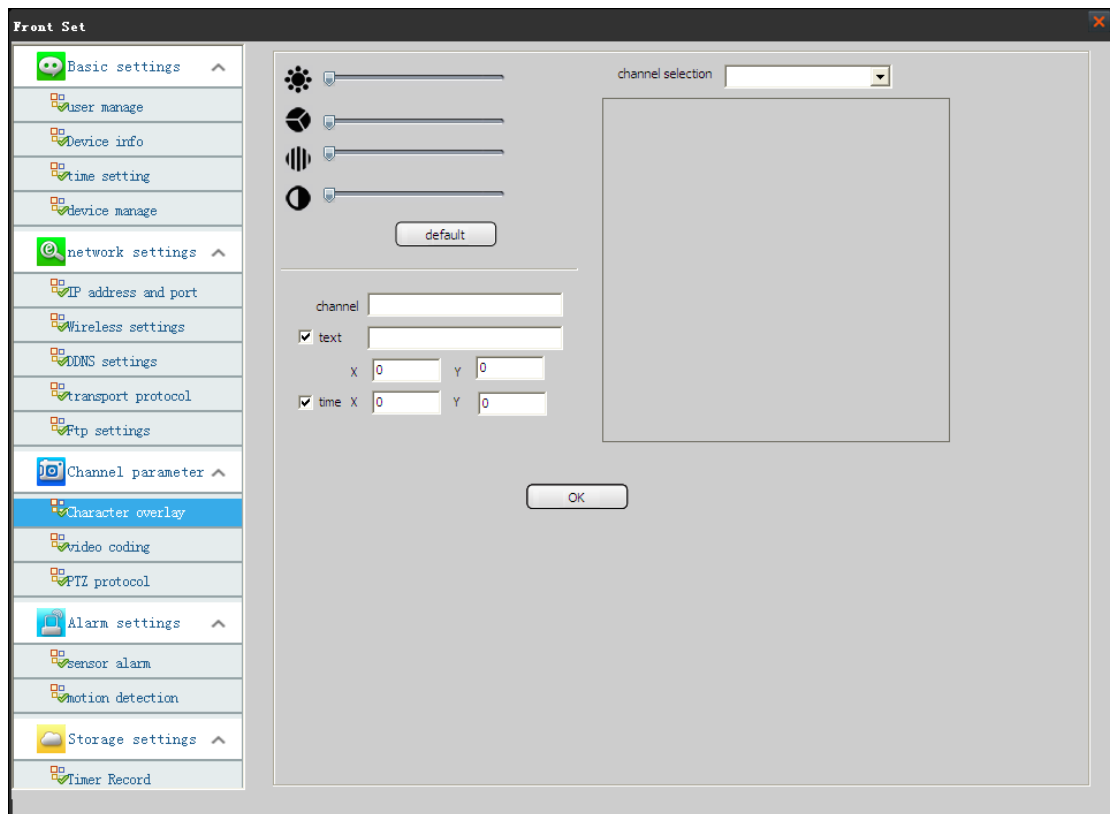 Front Set
Basic settings
user manage
Device info
time setting
device manage
network settings
IP address and port
Wireless settings
DDNS settings
transport protocol
Ftp settings
Channel parameter
Character overlay
video coding
PTZ protocol
Alarm settings
sensor alarm
motion detection
Storage settings
Timer Record
default
channel
text
X 0 Y 0
time X 0 Y 0
channel selection
OK